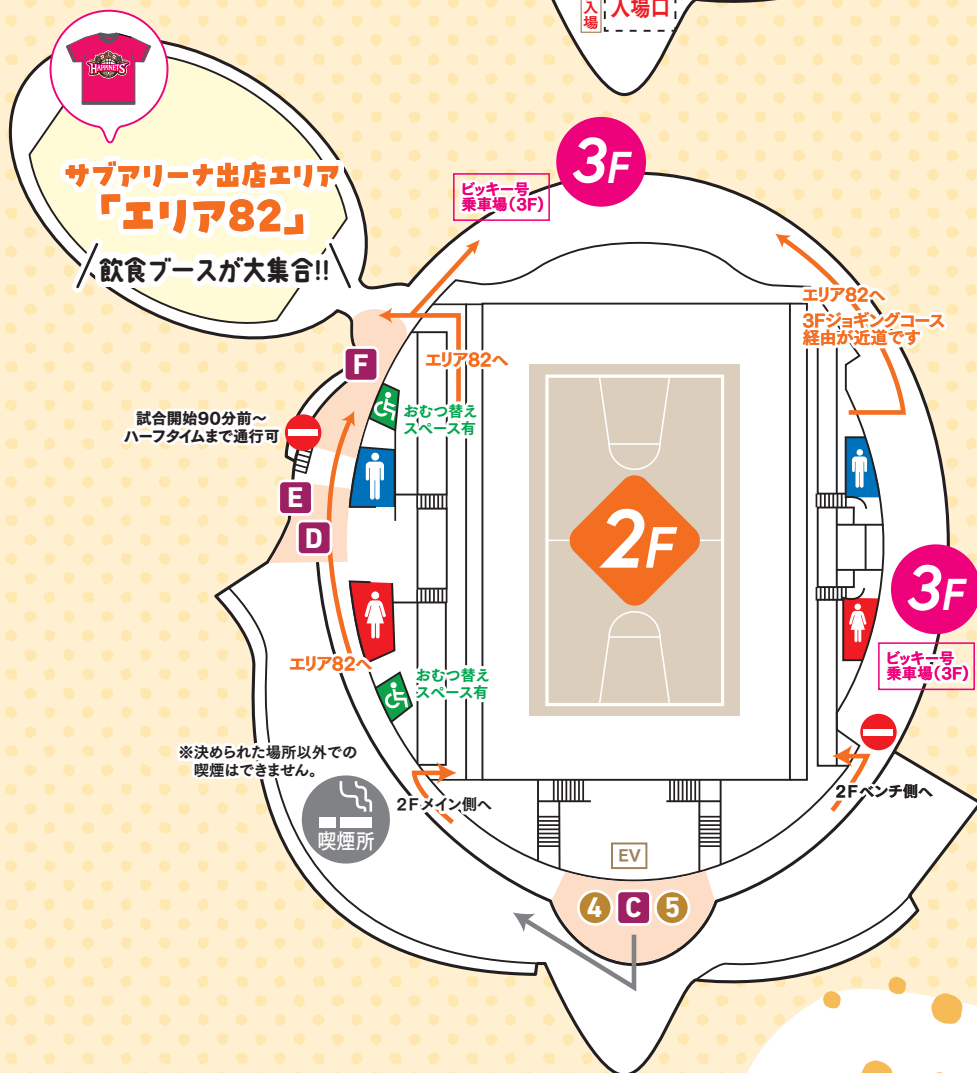 入場
入場口
HAPPINETS
サブアリーナ出店エリア
「エリア82」
飲食ブースが大集合!!
3F
ビッキー号
乗車場(3F)
エリア82へ
3Fジョギングコース
経由が近道です
エリア82へ
F
おむつ替え
スペース有
試合開始90分前～
ハーフタイムまで通行可
E
D
2F
3F
ビッキー号
乗車場(3F)
エリア82へ
おむつ替え
スペース有
※決められた場所以外での
喫煙はできません。
喫煙所
2Fメイン側へ
2Fベンチ側へ
EV
4 C 5